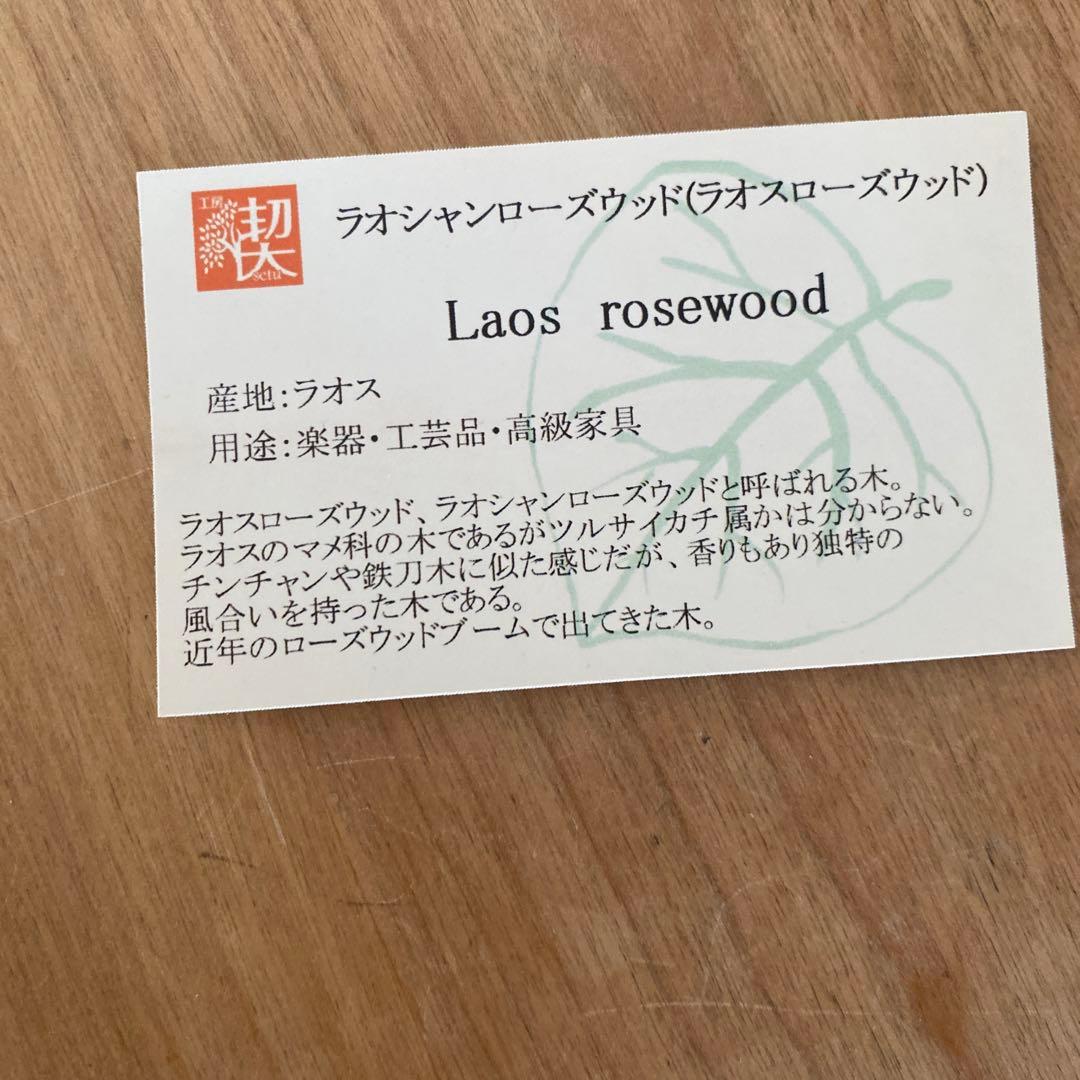 工房
契
setu
ラオシャンローズウッド(ラオスローズウッド)
Laos rosewood
産地:ラオス
用途:楽器・工芸品・高級家具
ラオスローズウッド、ラオシャンローズウッドと呼ばれる木。
ラオスのマメ科の木であるがツルサイカチ属かは分からない。
チンチャンや鉄刀木に似た感じだが、香りもあり独特の
風合いを持った木である。
近年のローズウッドブームで出てきた木。